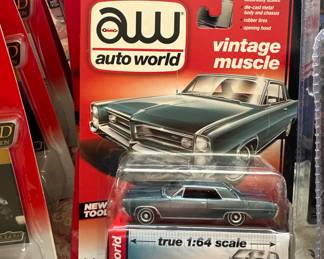 die-cast metal
body and chassis
• rubber tires
• opening hood
aw
auto world
vintage
muscle
NEW
TOOL
true 1:64 scale